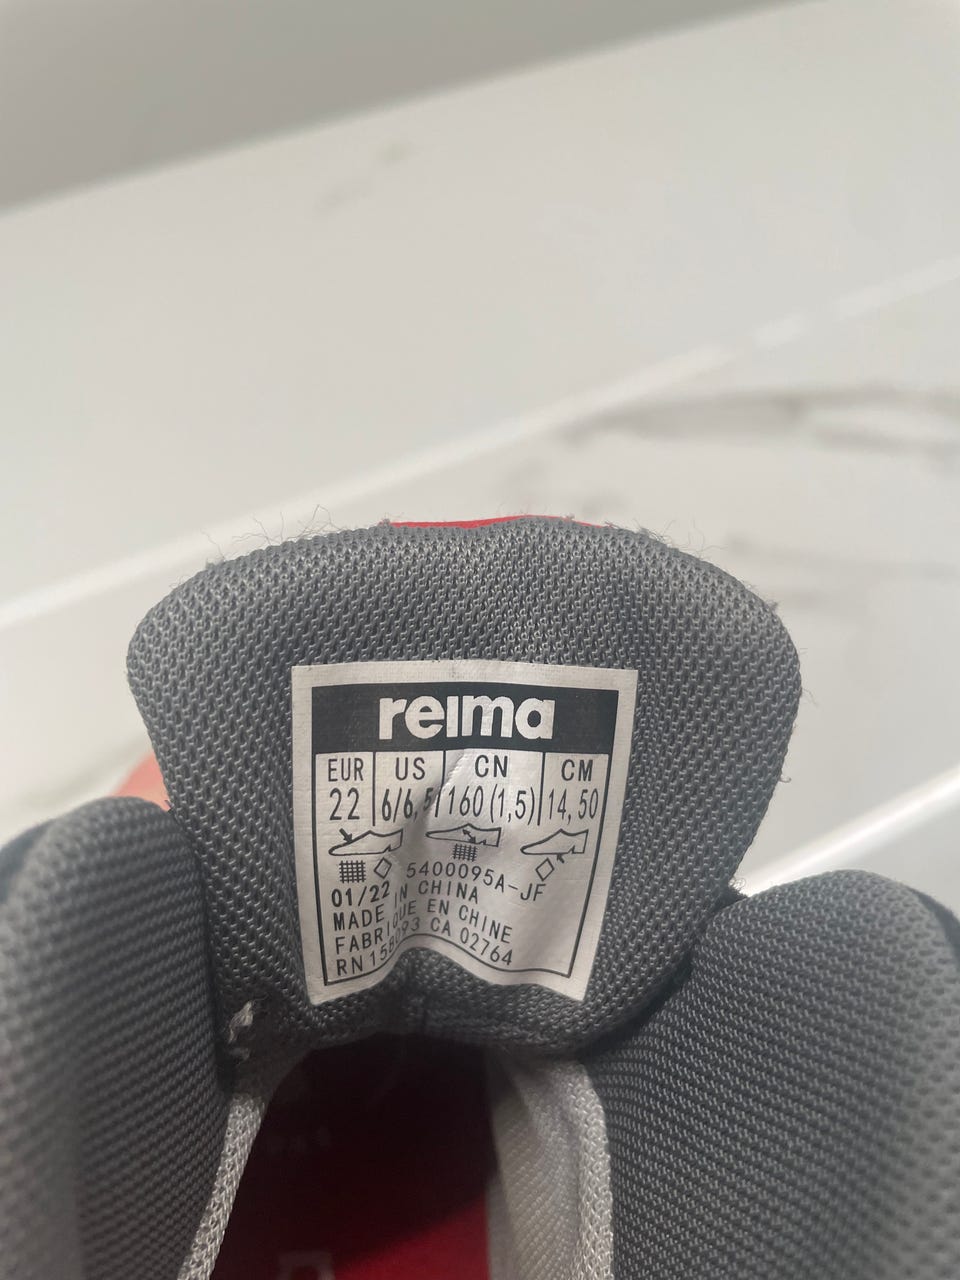 reima
EUR US CN CM
22 6/6,5 160(1,5) 14,50
5400095A-JF
01/22
MADE IN CHINA
FABRIQUE EN CHINE
RN 158093 CA 02764